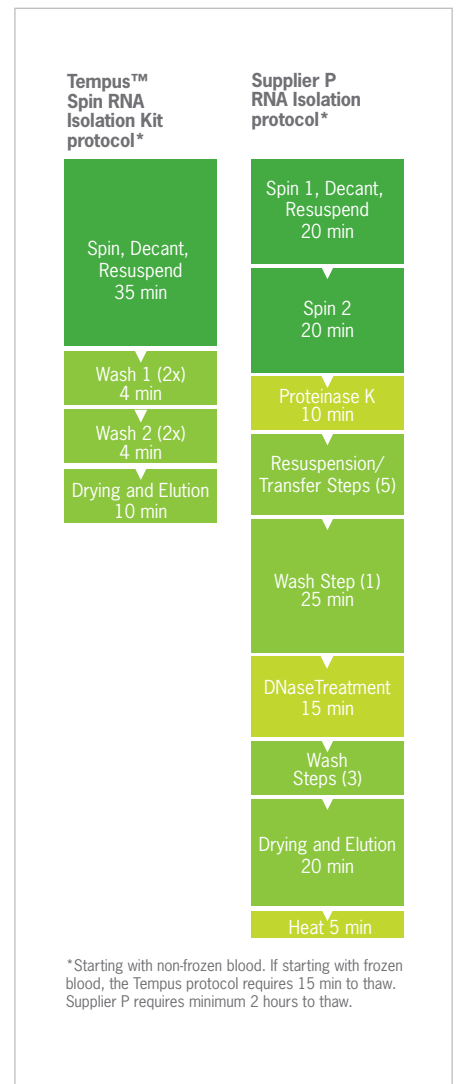 Tempus™
Spin RNA
Isolation Kit
protocol*
Spin, Decant,
Resuspend
35 min
Wash 1 (2x)
4 min
Wash 2 (2x)
4 min
Drying and Elution
10 min
Supplier P
RNA Isolation
protocol*
Spin 1, Decant,
Resuspend
20 min
Spin 2
20 min
Proteinase K
10 min
Resuspension/
Transfer Steps (5)
Wash Step (1)
25 min
DNaseTreatment
15 min
Wash
Steps (3)
Drying and Elution
20 min
Heat 5 min
*Starting with non-frozen blood. If starting with frozen
blood, the Tempus protocol requires 15 min to thaw.
Supplier P requires minimum 2 hours to thaw.